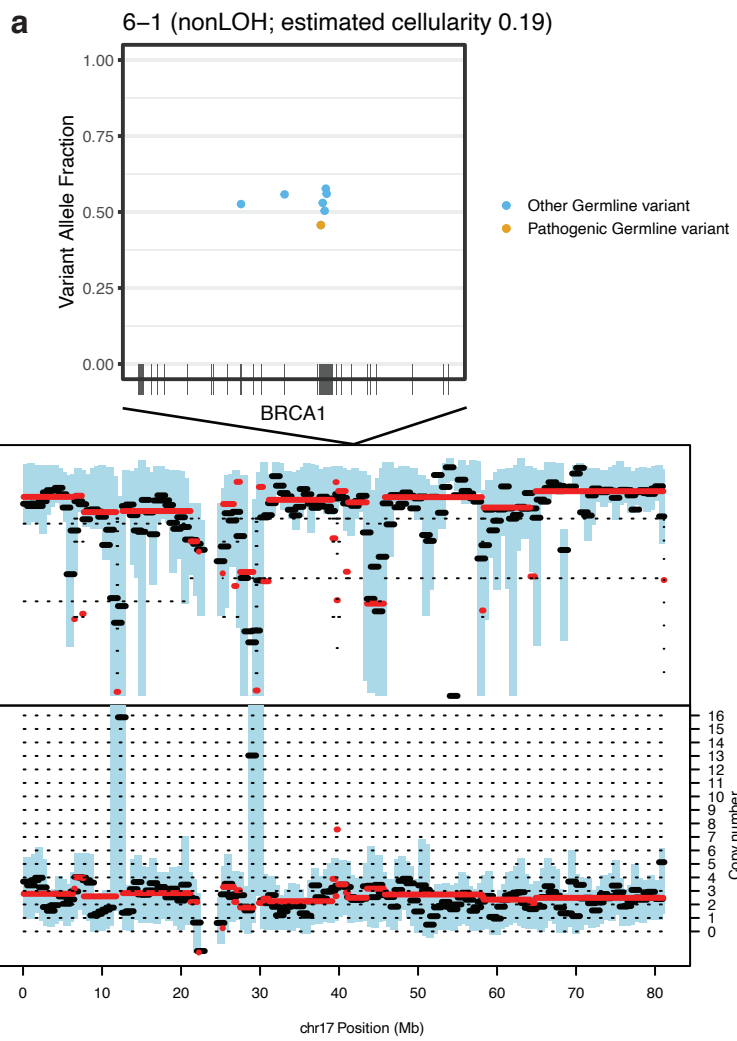 a
6−1 (nonLOH; estimated cellularity 0.19)
1.00
0.75
0.50
0.25
0.00
Variant Allele Fraction
Other Germline variant
Pathogenic Germline variant
BRCA1
16
15
14
13
12
11
10
9
8
7
6
5
4
3
2
1
0
Copy number
0 10 20 30 40 50 60 70 80
chr17 Position (Mb)